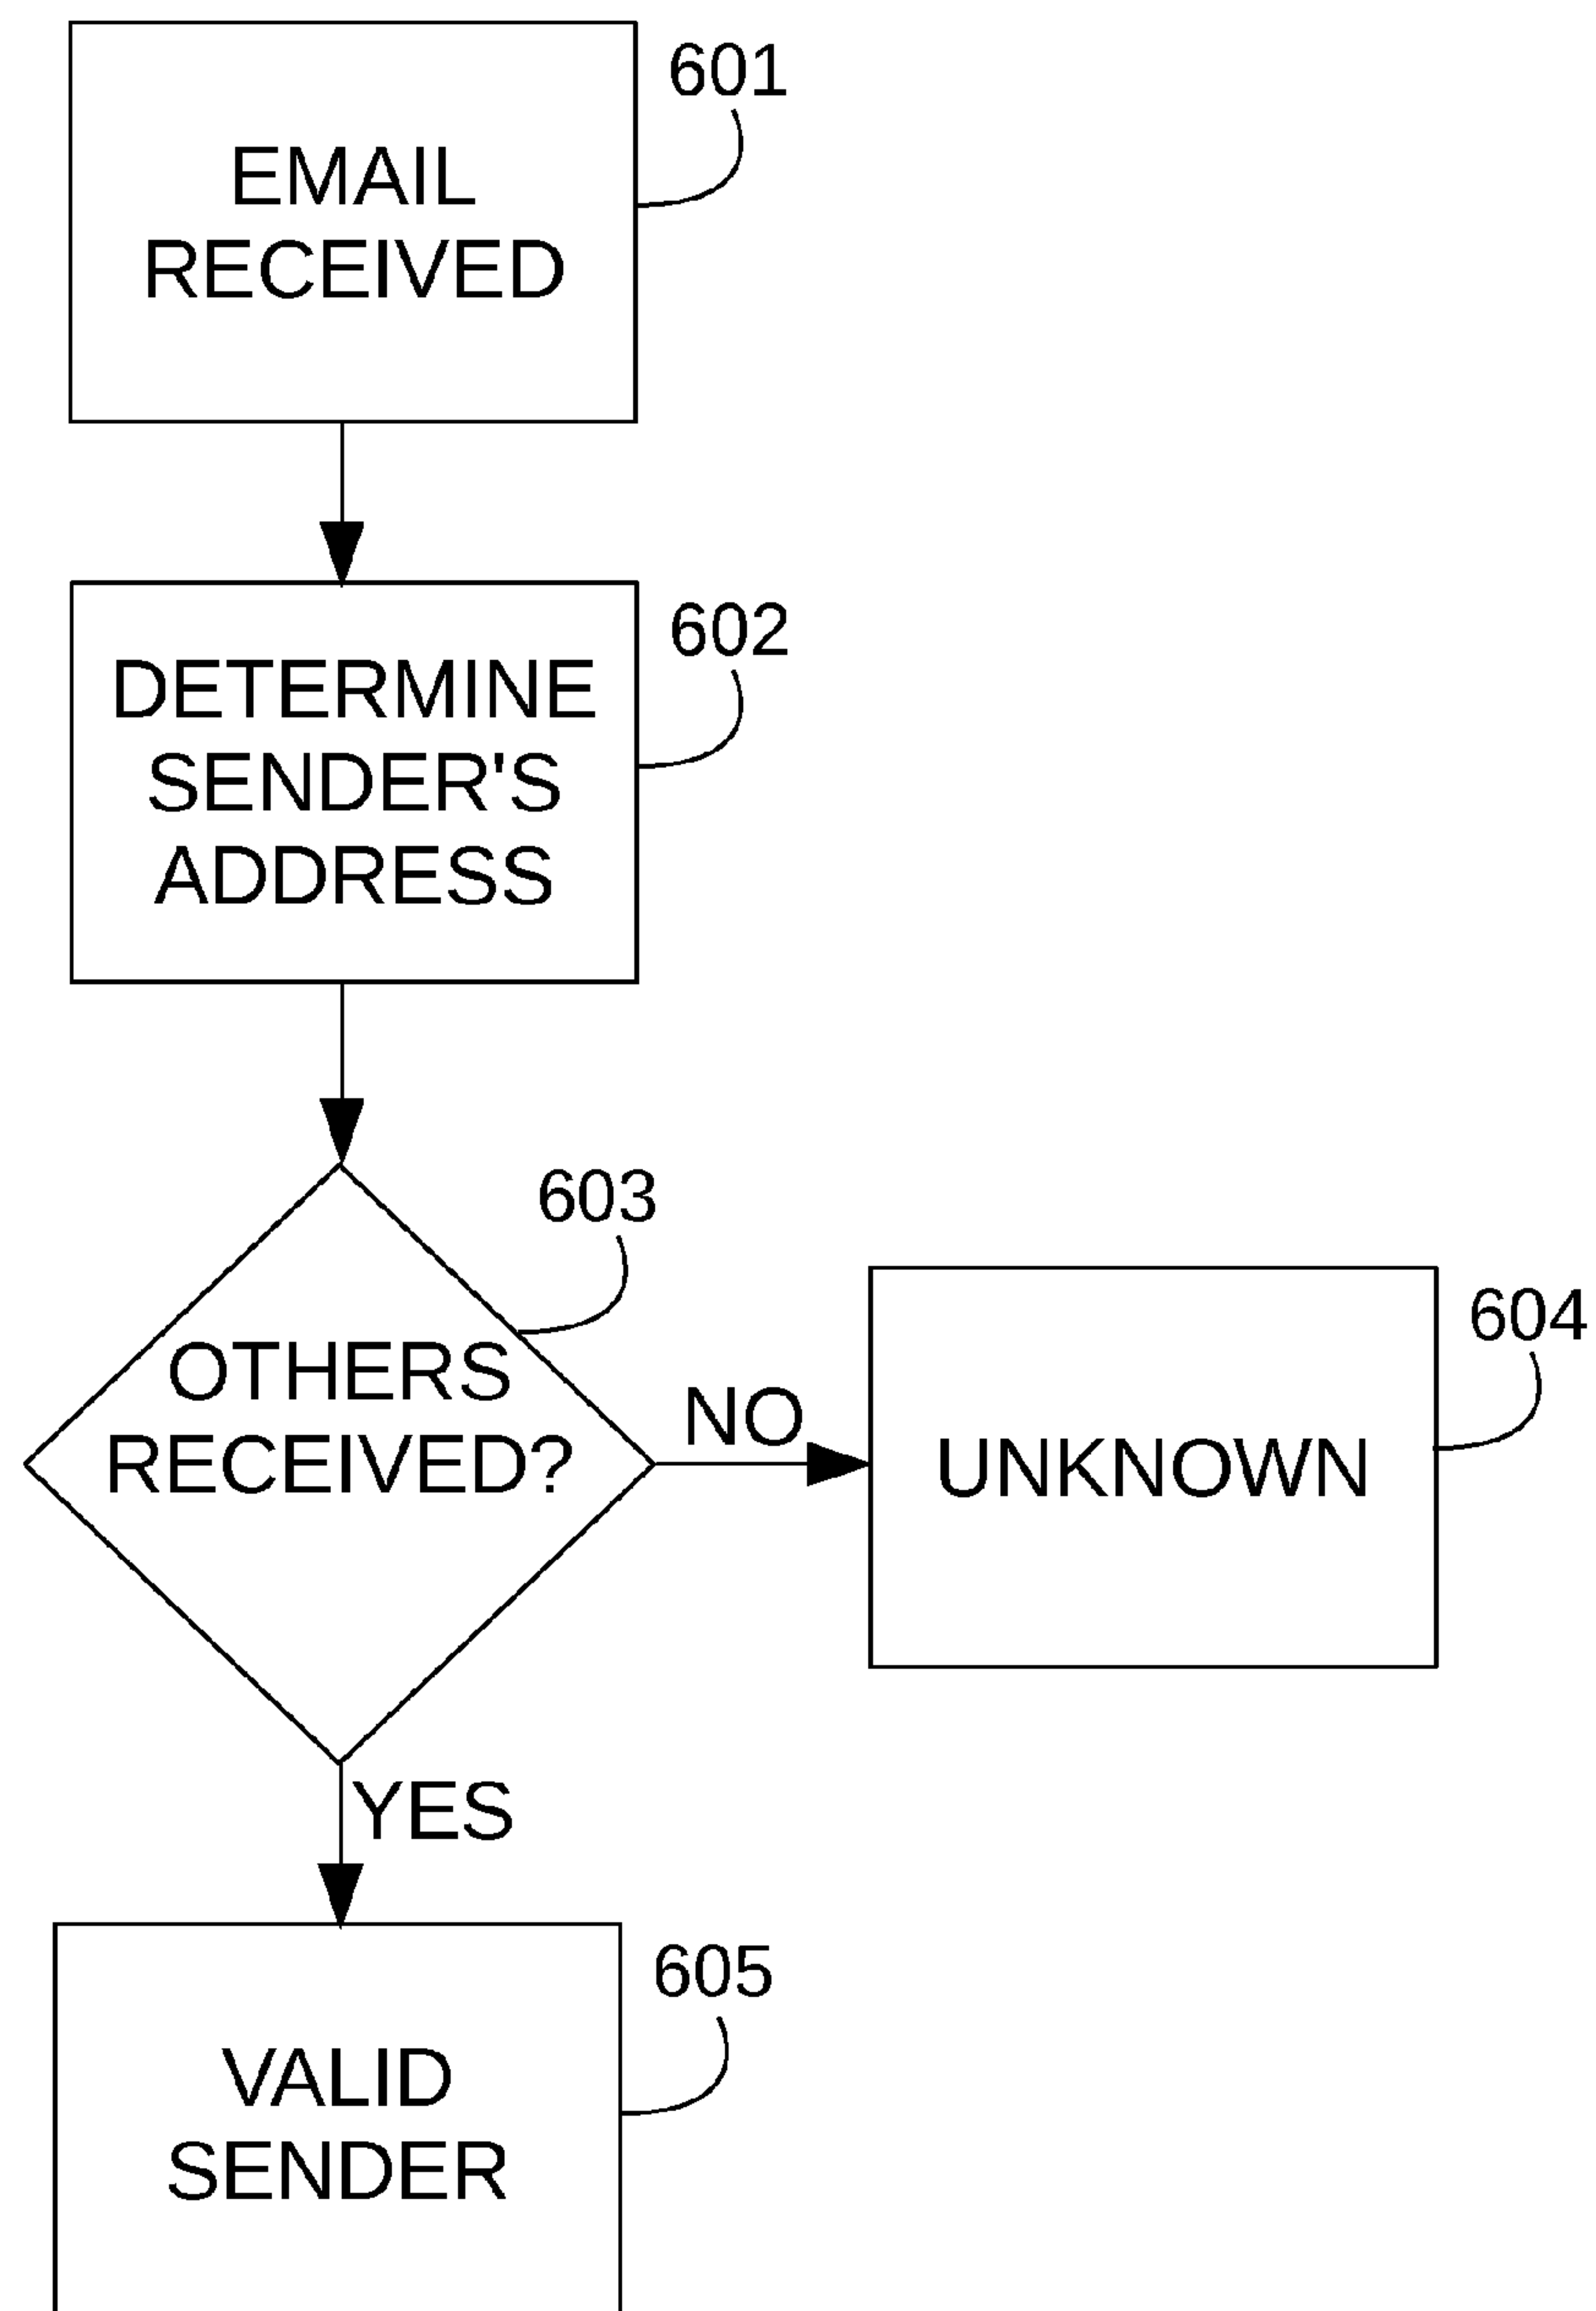 601
EMAIL
RECEIVED
602
DETERMINE
SENDER'S
ADDRESS
603
OTHERS
RECEIVED?
NO
604
UNKNOWN
YES
605
VALID
SENDER